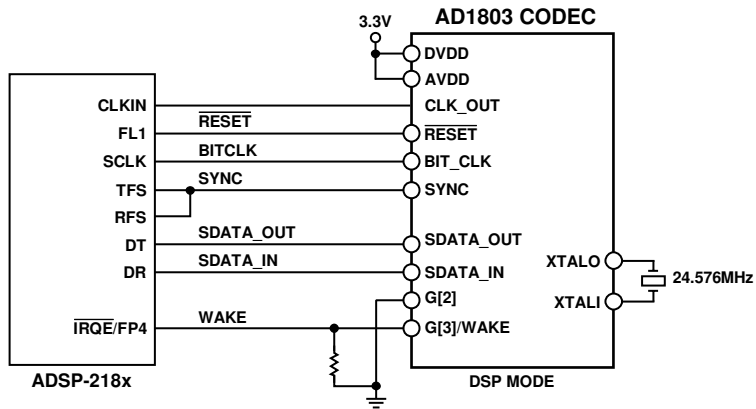 AD1803 CODEC
3.3V
DVDD
AVDD
CLKIN
CLK_OUT
FL1
RESET
RESET
SCLK
BITCLK
BIT_CLK
TFS
SYNC
SYNC
RFS
DT
SDATA_OUT
SDATA_OUT
DR
SDATA_IN
SDATA_IN
XTALO
24.576MHz
XTALI
G[2]
IRQE/FP4
WAKE
G[3]/WAKE
ADSP-218x
DSP MODE